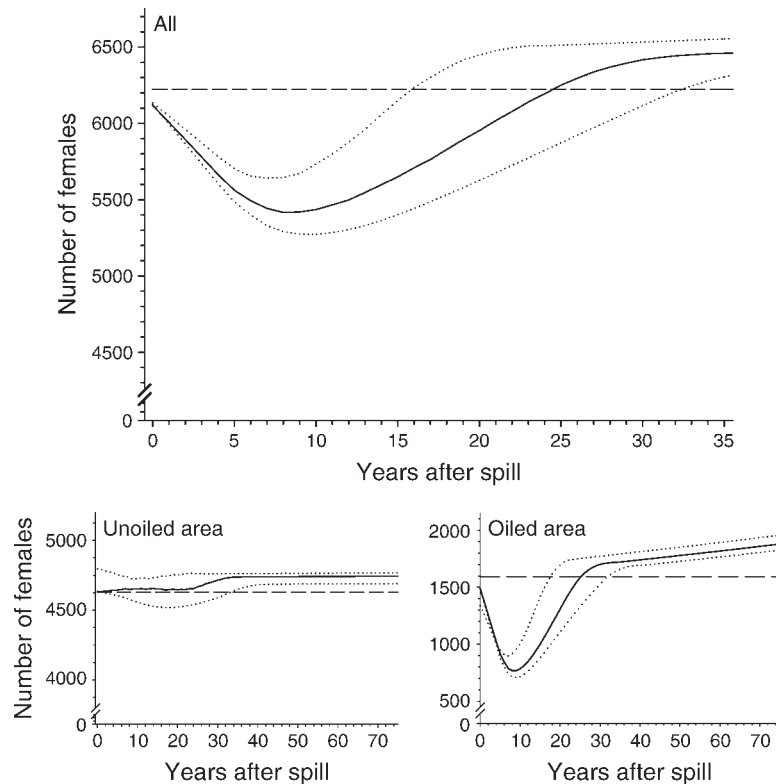 All
Number of females
6500
6000
5500
5000
4500
0
0 5 10 15 20 25 30 35
Years after spill
Unoiled area
Number of females
5000
4500
4000
0
0 10 20 30 40 50 60 70
Years after spill
Oiled area
2000
1500
1000
500
0
0 10 20 30 40 50 60 70
Years after spill